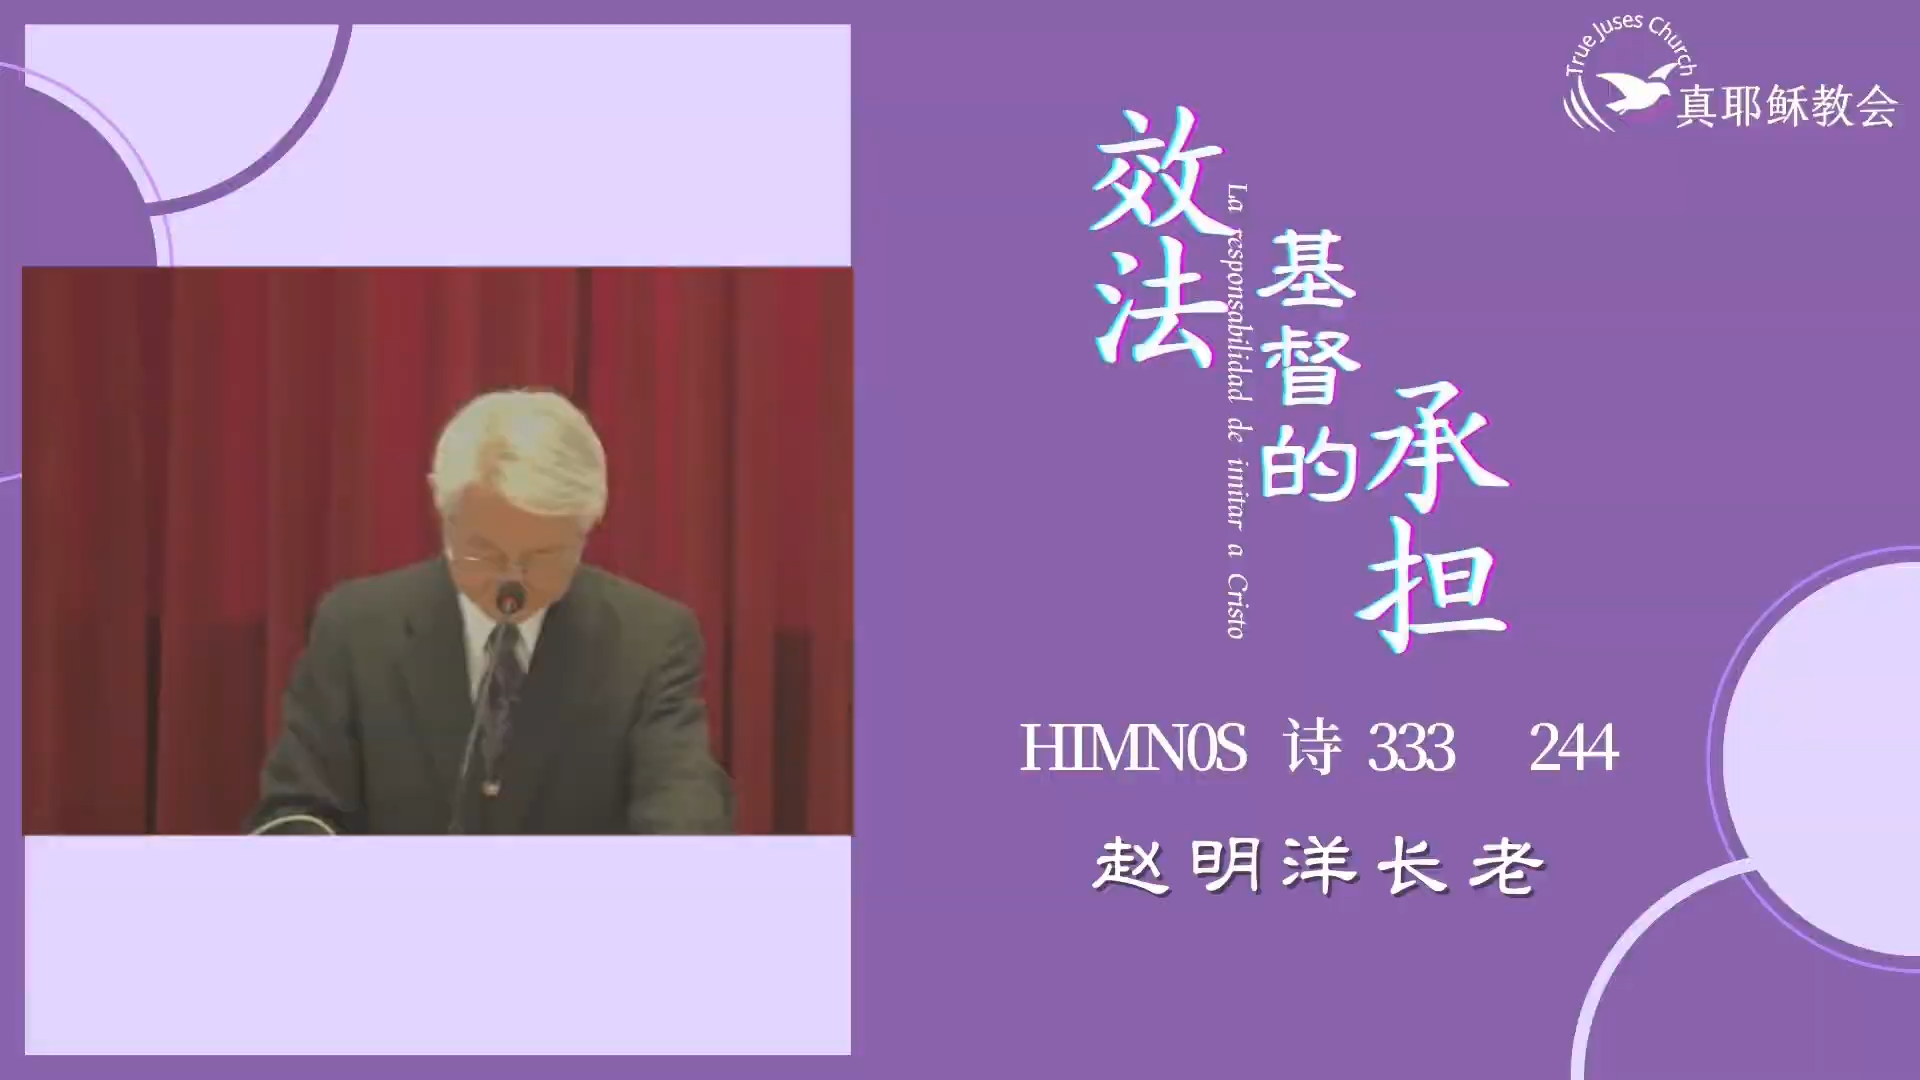 True Juses Church
真耶稣教会
效法
基督的
承担
La responsabilidad de imitar a Cristo
HIMN0S 诗 333 244
赵明洋长老